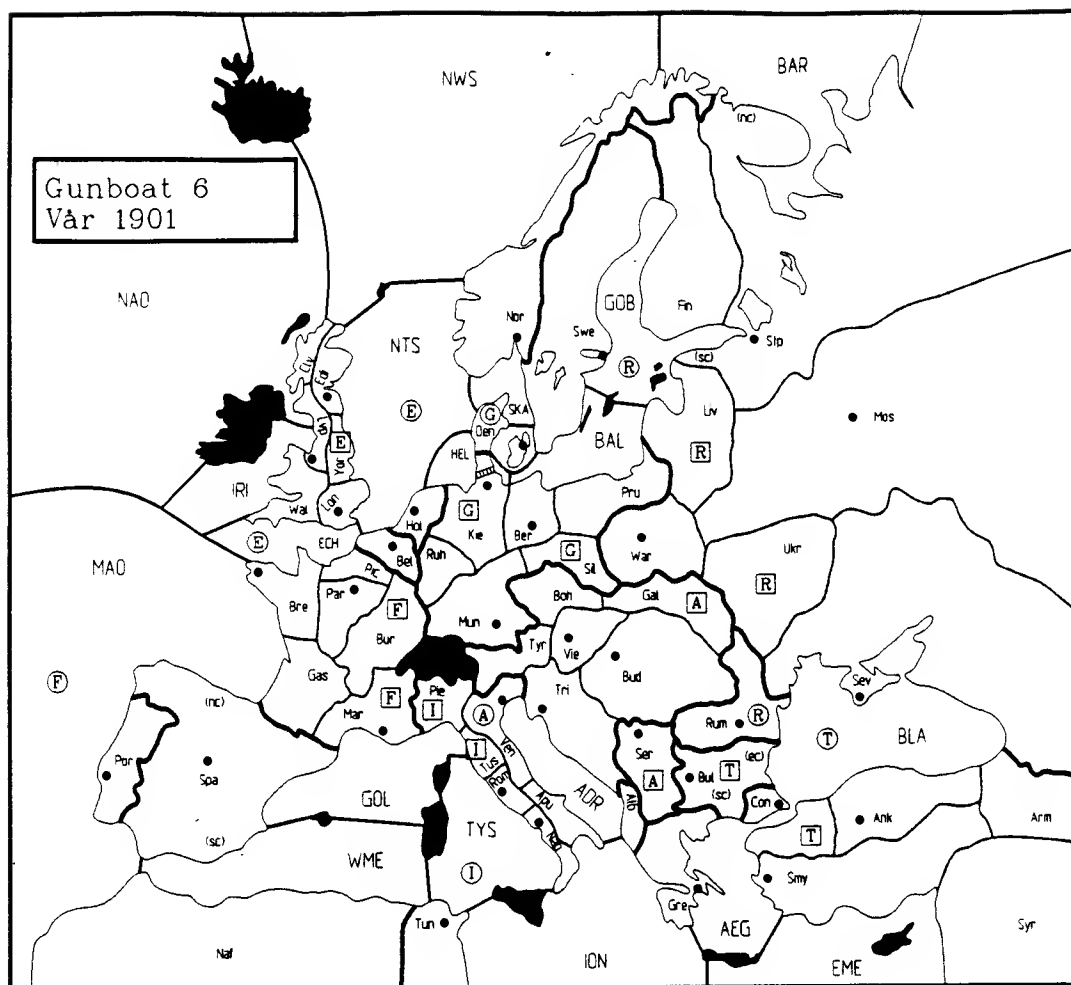 NWS
BAR
(nc)
Gunboat 6
Vår 1901
NAO
GOB
Fin
Nor
Swe
Stp
NTS
R
(sc)
Cly
Ed
E
G
SKA
Liv
Mos
Den
BAL
LVP
E
Yor
HEL
R
IRI
Wal
Lon
Hol
G
Kie
Ber
Pru
E
ECH
Bel
Ruh
G
Sil
War
Ukr
MAO
Pic
Par
Bre
F
Boh
Gal
A
R
Bur
Mun
Tyr
Vie
Bud
Gas
F
Pie
Tri
Sev
F
(nc)
Mar
I
A
Rum
R
Ven
Ser
T
BLA
Por
Spa
I
TUS
(ec)
Rom
Bul
T
GOL
Apu
ADR
Alb
A
(sc)
Con
Nap
Ank
Arm
(sc)
TYS
T
WME
I
Smy
Gre
Tun
AEG
Syr
Naf
ION
EME